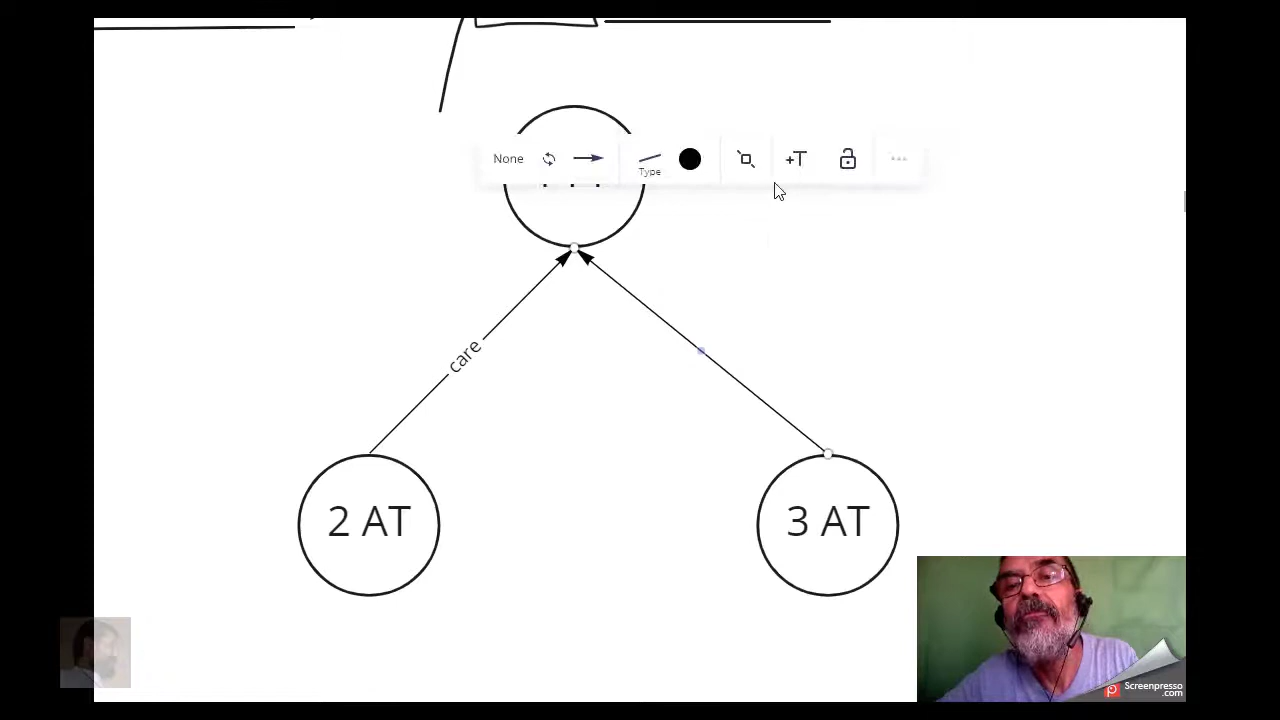 None
Type
+T
care
2 AT
3 AT
Screenpresso
.com